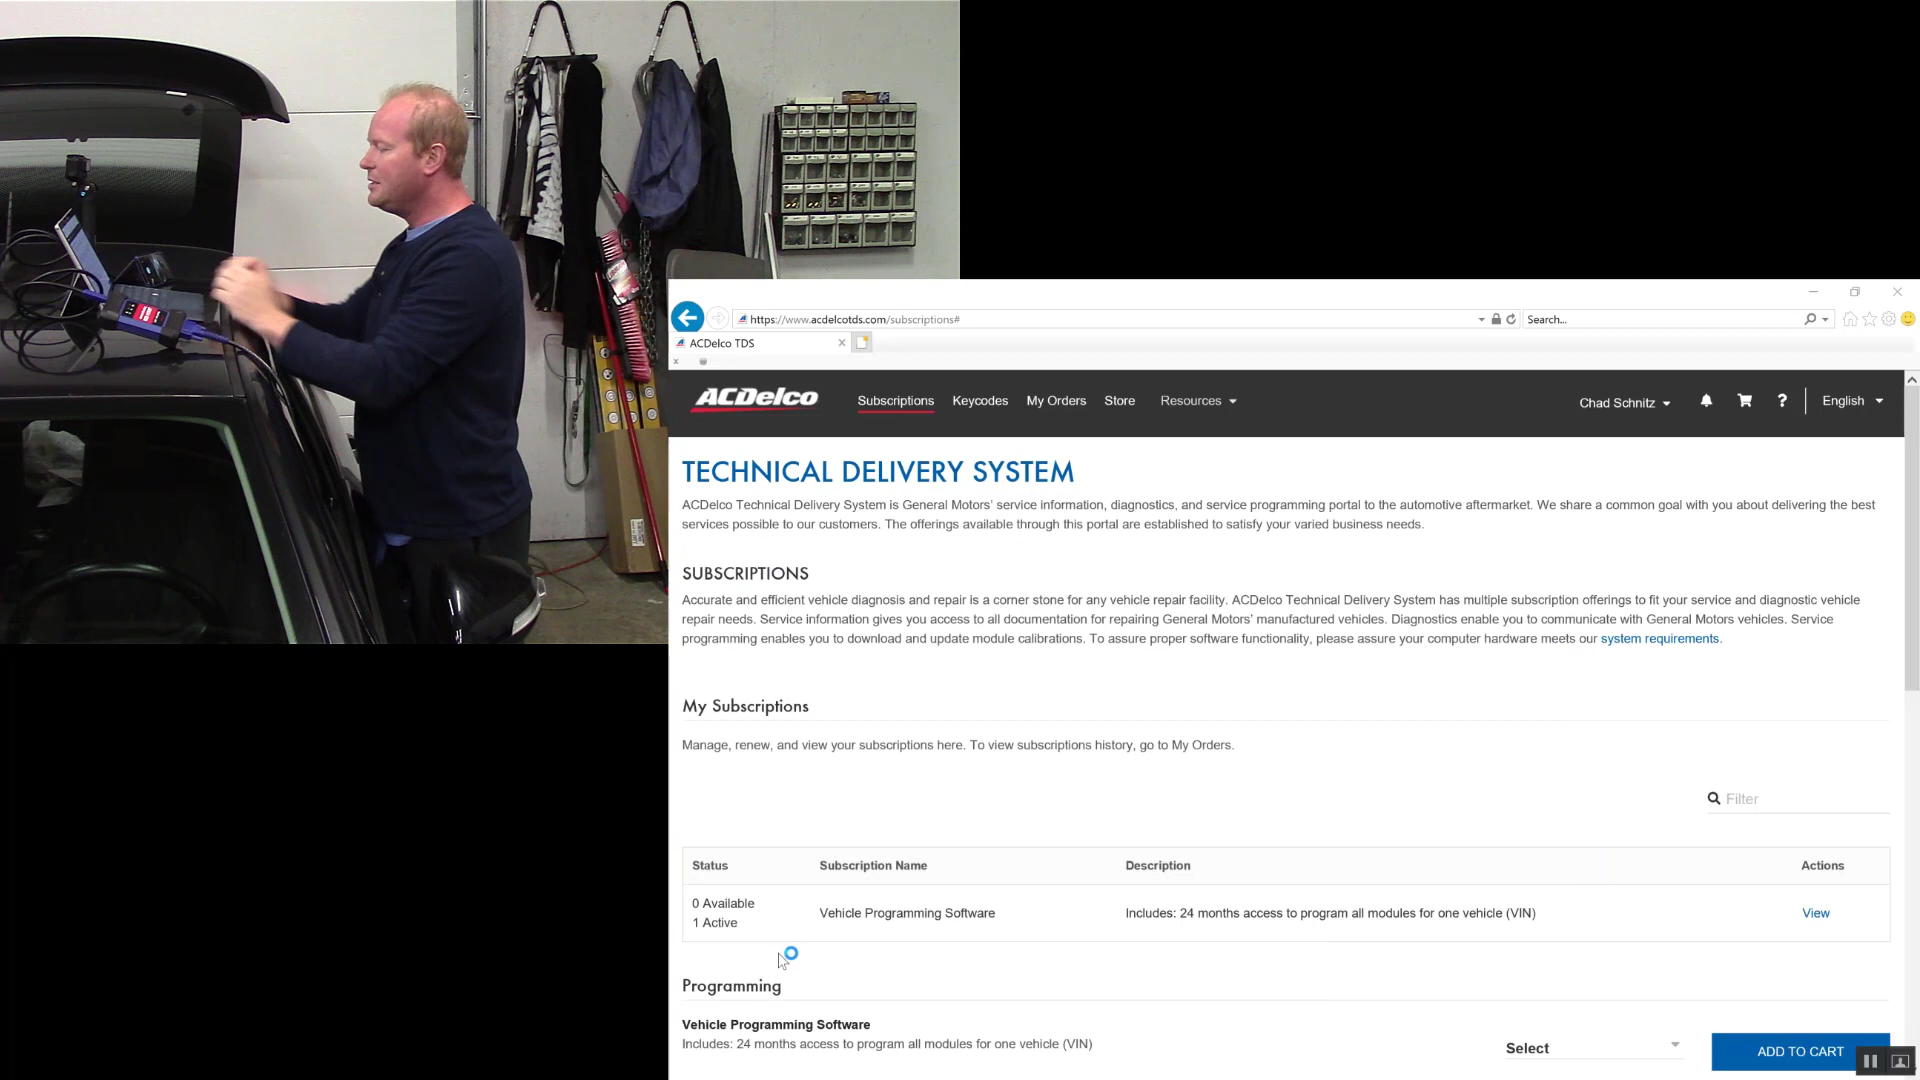 https://www.acdelcotds.com/subscriptions#
Search...
ACDelco TDS
ACDelco
Subscriptions
Keycodes
My Orders
Store
Resources
Chad Schnitz
?
English
TECHNICAL DELIVERY SYSTEM
ACDelco Technical Delivery System is General Motors' service information, diagnostics, and service programming portal to the automotive aftermarket. We share a common goal with you about delivering the best
services possible to our customers. The offerings available through this portal are established to satisfy your varied business needs.
SUBSCRIPTIONS
Accurate and efficient vehicle diagnosis and repair is a corner stone for any vehicle repair facility. ACDelco Technical Delivery System has multiple subscription offerings to fit your service and diagnostic vehicle
repair needs. Service information gives you access to all documentation for repairing General Motors' manufactured vehicles. Diagnostics enable you to communicate with General Motors vehicles. Service
programming enables you to download and update module calibrations. To assure proper software functionality, please assure your computer hardware meets our system requirements.
My Subscriptions
Manage, renew, and view your subscriptions here. To view subscriptions history, go to My Orders.
Filter
Status
Subscription Name
Description
Actions
0 Available
1 Active
Vehicle Programming Software
Includes: 24 months access to program all modules for one vehicle (VIN)
View
Programming
Vehicle Programming Software
Includes: 24 months access to program all modules for one vehicle (VIN)
Select
ADD TO CART